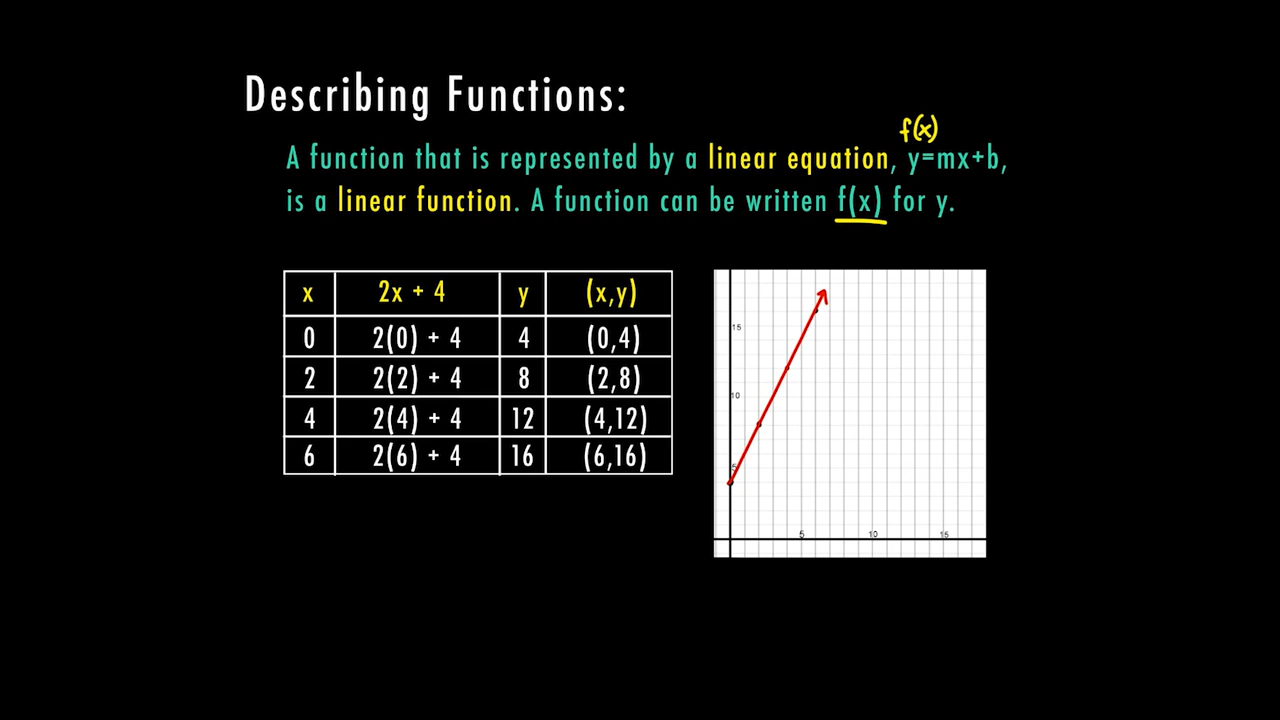 Describing Functions:
f(x)
A function that is represented by a linear equation, y=mx+b,
is a linear function. A function can be written f(x) for y.
x 2x + 4 y (x,y)
0 2(0) + 4 4 (0,4)
2 2(2) + 4 8 (2,8)
4 2(4) + 4 12 (4,12)
6 2(6) + 4 16 (6,16)
15
10
5
5 10 15